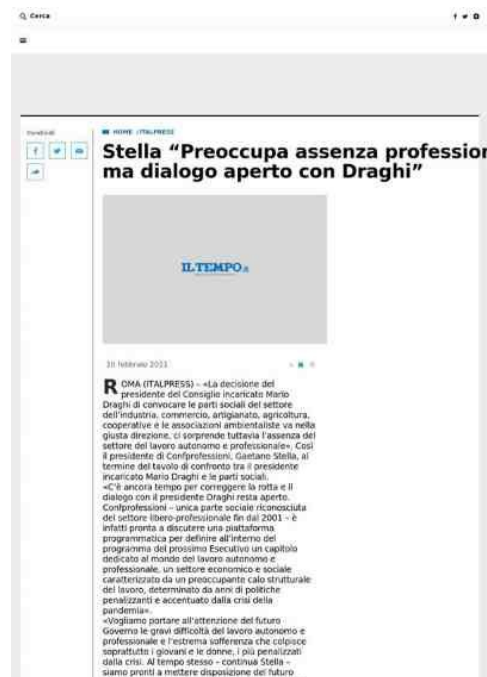 Cerca
Condividi:
HOME / ITALPRESS
Stella “Preoccupa assenza profession
ma dialogo aperto con Draghi”
IL TEMPO.it
10 febbraio 2021
ROMA (ITALPRESS) – «La decisione del
presidente del Consiglio incaricato Mario
Draghi di convocare le parti sociali del settore
dell'industria, commercio, artigianato, agricoltura,
cooperative e le associazioni ambientaliste va nella
giusta direzione, ci sorprende tuttavia l'assenza del
settore del lavoro autonomo e professionale». Così
il presidente di Confprofessioni, Gaetano Stella, al
termine del tavolo di confronto tra il presidente
incaricato Mario Draghi e le parti sociali.
«C'è ancora tempo per correggere la rotta e il
dialogo con il presidente Draghi resta aperto.
Confprofessioni – unica parte sociale riconosciuta
del settore libero-professionale fin dal 2001 – è
infatti pronta a discutere una piattaforma
programmatica per definire all'interno del
programma del prossimo Esecutivo un capitolo
dedicato al mondo del lavoro autonomo e
professionale, un settore economico e sociale
caratterizzato da un preoccupante calo strutturale
del lavoro, determinato da anni di politiche
penalizzanti e accentuato dalla crisi della
pandemia».
«Vogliamo portare all'attenzione del futuro
Governo le gravi difficoltà del lavoro autonomo e
professionale e l'estrema sofferenza che colpisce
soprattutto i giovani e le donne, i più penalizzati
dalla crisi. Al tempo stesso – continua Stella –
siamo pronti a mettere disposizione del futuro